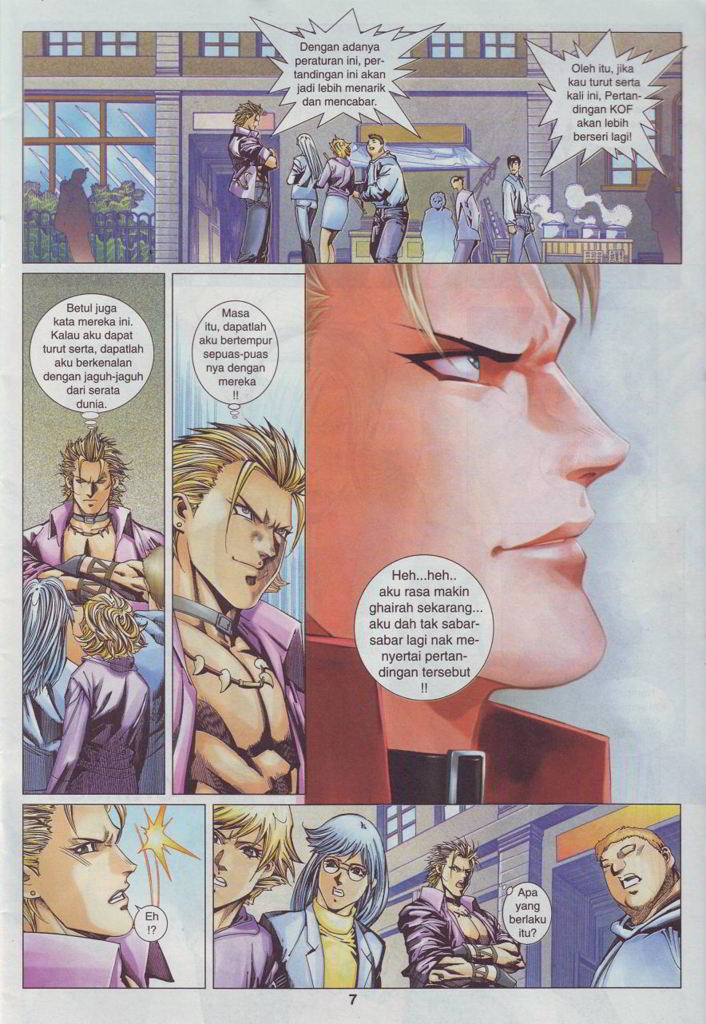 Dengan adanya
peraturan ini, per-
tandingan ini akan
jadi lebih menarik
dan mencabar.
Oleh itu, jika
kau turut serta
kali ini, Pertan-
dingan KOF
akan lebih
berseri lagi!
Betul juga
kata mereka ini.
Kalau aku dapat
turut serta, dapatlah
aku berkenalan
dengan jaguh-jaguh
dari serata
dunia.
Masa
itu, dapatlah
aku bertempur
sepuas-puas
nya dengan
mereka
!!
Heh...heh..
aku rasa makin
ghairah sekarang...
aku dah tak sabar-
sabar lagi nak me-
nyertai pertan-
dingan tersebut
!!
Eh
!?
Apa
yang
berlaku
itu?
7